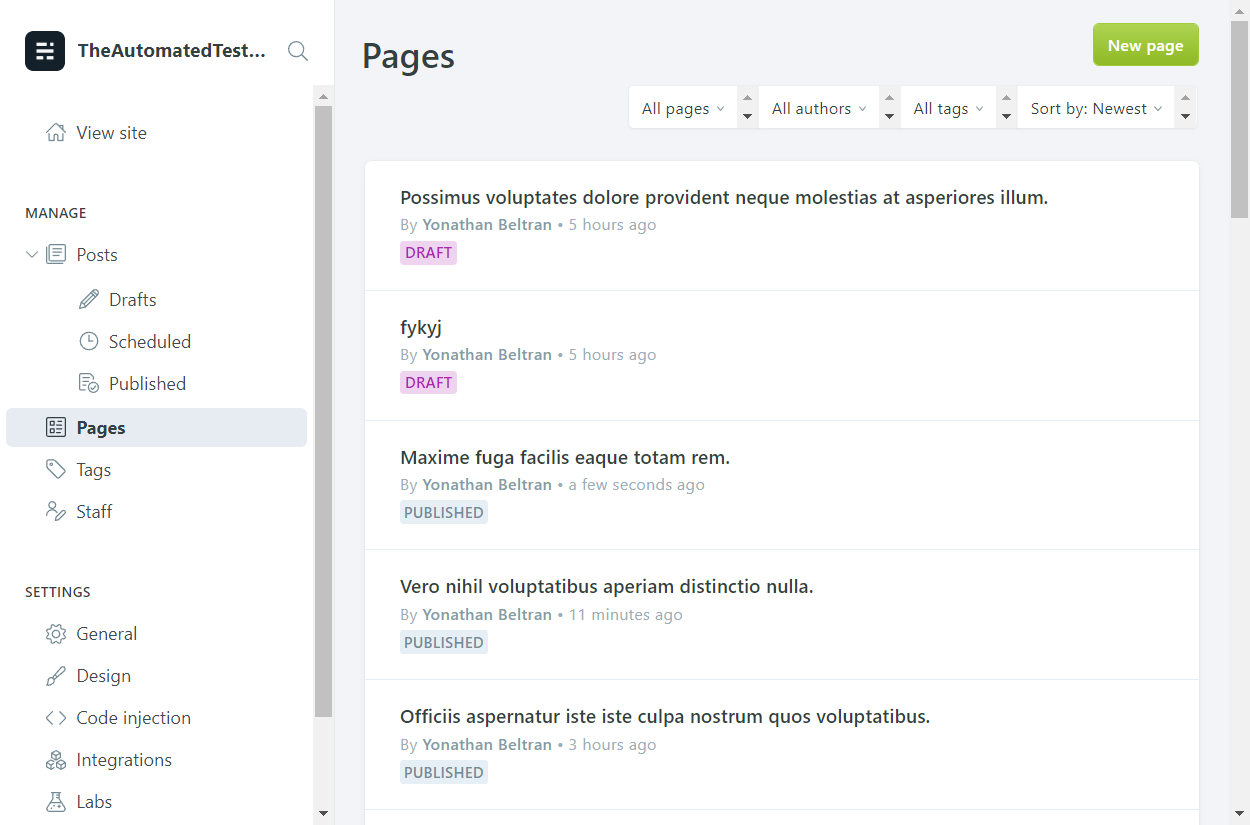 TheAutomatedTest...
View site
MANAGE
Posts
Drafts
Scheduled
Published
Pages
Tags
Staff
SETTINGS
General
Design
Code injection
Integrations
Labs
Pages
New page
All pages
All authors
All tags
Sort by: Newest
Possimus voluptates dolore provident neque molestias at asperiores illum.
By Yonathan Beltran • 5 hours ago
DRAFT
fykyj
By Yonathan Beltran • 5 hours ago
DRAFT
Maxime fuga facilis eaque totam rem.
By Yonathan Beltran • a few seconds ago
PUBLISHED
Vero nihil voluptatibus aperiam distinctio nulla.
By Yonathan Beltran • 11 minutes ago
PUBLISHED
Officiis aspernatur iste iste culpa nostrum quos voluptatibus.
By Yonathan Beltran • 3 hours ago
PUBLISHED